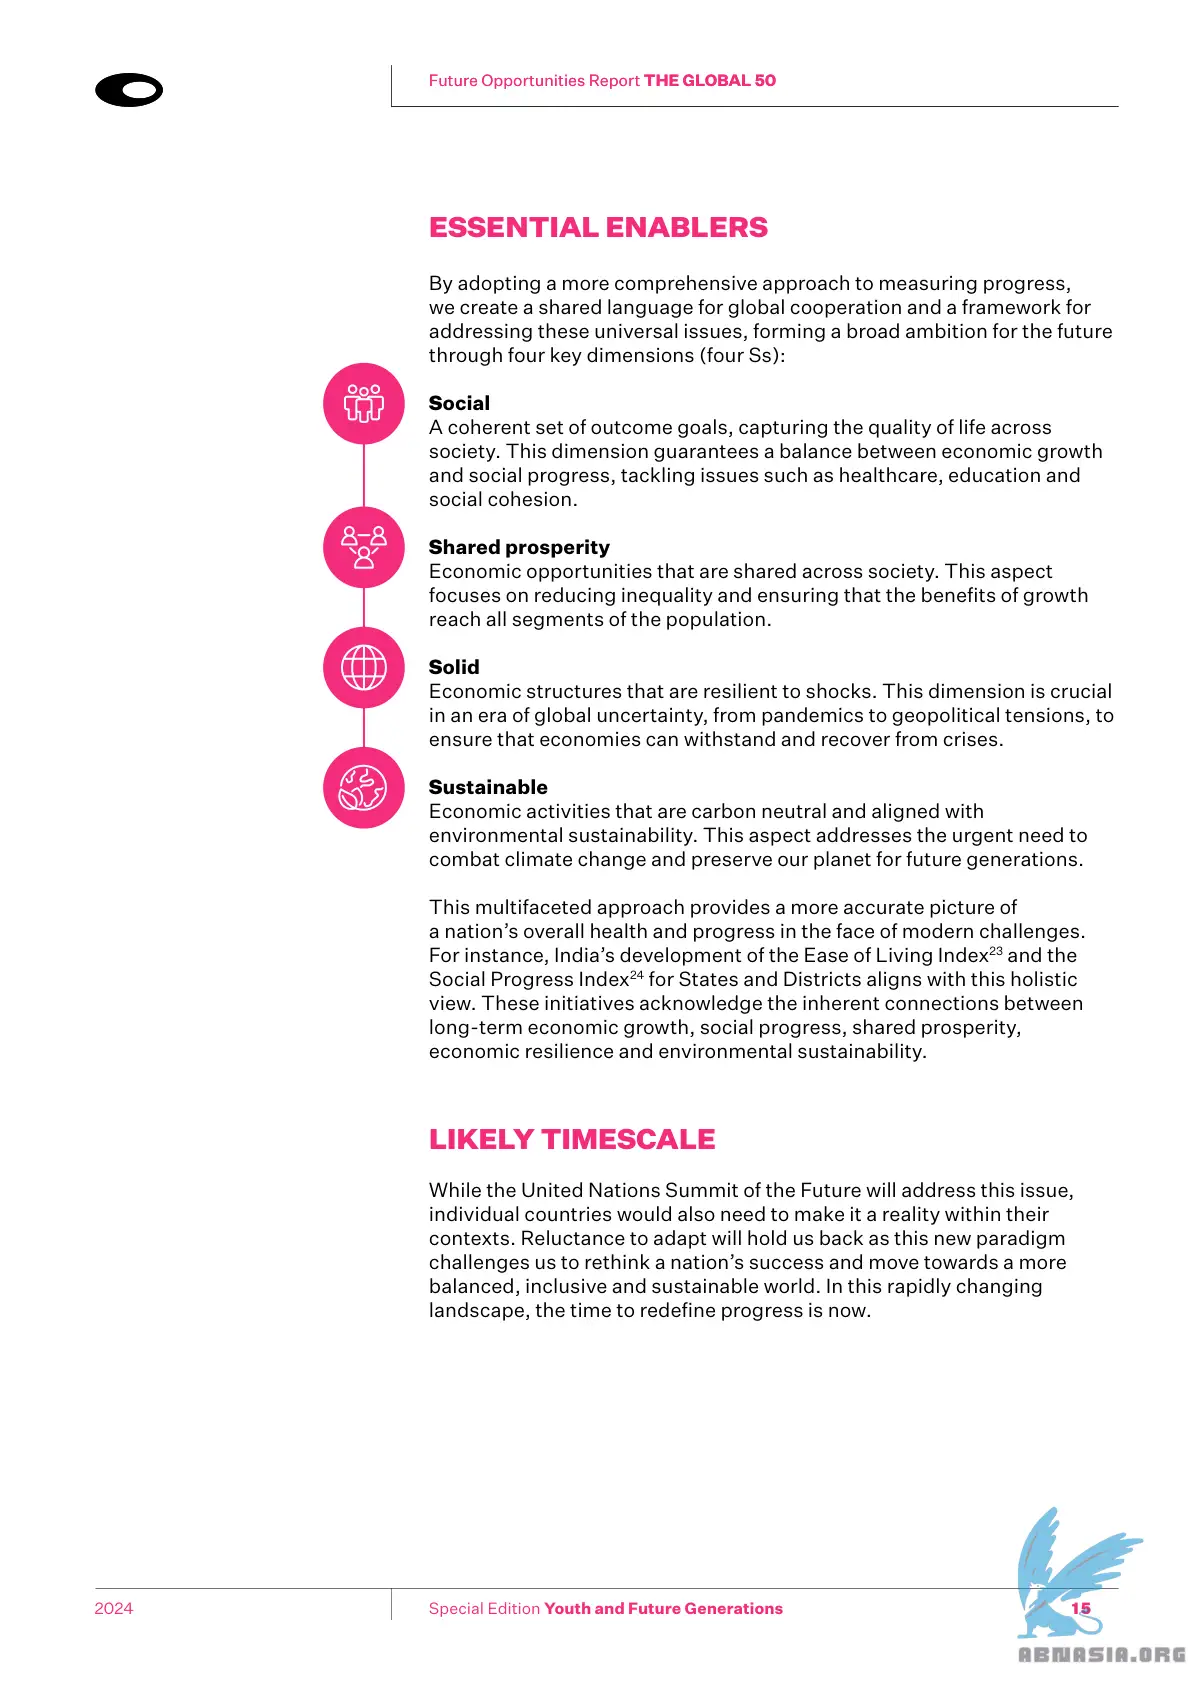 Future Opportunities Report THE GLOBAL 50
ESSENTIAL ENABLERS
By adopting a more comprehensive approach to measuring progress,
we create a shared language for global cooperation and a framework for
addressing these universal issues, forming a broad ambition for the future
through four key dimensions (four Ss):
Social
A coherent set of outcome goals, capturing the quality of life across
society. This dimension guarantees a balance between economic growth
and social progress, tackling issues such as healthcare, education and
social cohesion.
Shared prosperity
Economic opportunities that are shared across society. This aspect
focuses on reducing inequality and ensuring that the benefits of growth
reach all segments of the population.
Solid
Economic structures that are resilient to shocks. This dimension is crucial
in an era of global uncertainty, from pandemics to geopolitical tensions, to
ensure that economies can withstand and recover from crises.
Sustainable
Economic activities that are carbon neutral and aligned with
environmental sustainability. This aspect addresses the urgent need to
combat climate change and preserve our planet for future generations.
This multifaceted approach provides a more accurate picture of
a nation’s overall health and progress in the face of modern challenges.
For instance, India’s development of the Ease of Living Index23 and the
Social Progress Index24 for States and Districts aligns with this holistic
view. These initiatives acknowledge the inherent connections between
long-term economic growth, social progress, shared prosperity,
economic resilience and environmental sustainability.
LIKELY TIMESCALE
While the United Nations Summit of the Future will address this issue,
individual countries would also need to make it a reality within their
contexts. Reluctance to adapt will hold us back as this new paradigm
challenges us to rethink a nation’s success and move towards a more
balanced, inclusive and sustainable world. In this rapidly changing
landscape, the time to redefine progress is now.
2024
Special Edition Youth and Future Generations
15
ABNASIA.ORG